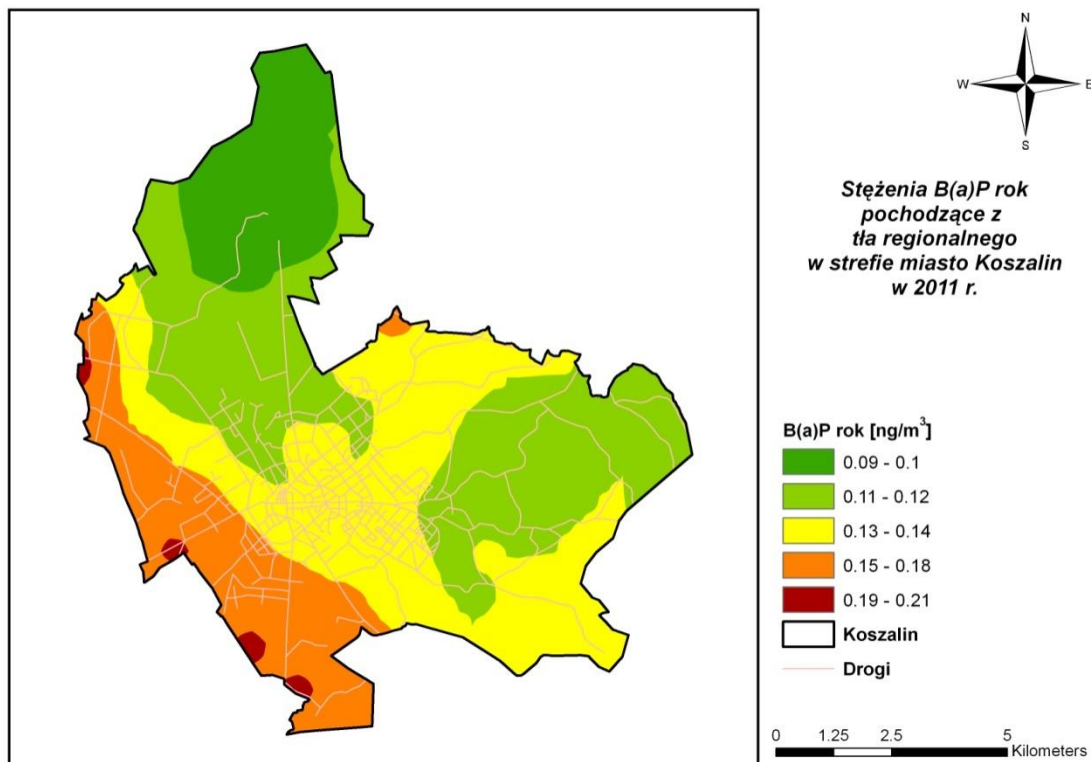 N
W E
S
Stężenia B(a)P rok
pochodzące z
tła regionalnego
w strefie miasto Koszalin
w 2011 r.
B(a)P rok [ng/m³]
0.09 - 0.1
0.11 - 0.12
0.13 - 0.14
0.15 - 0.18
0.19 - 0.21
Koszalin
Drogi
0 1.25 2.5 5
Kilometers